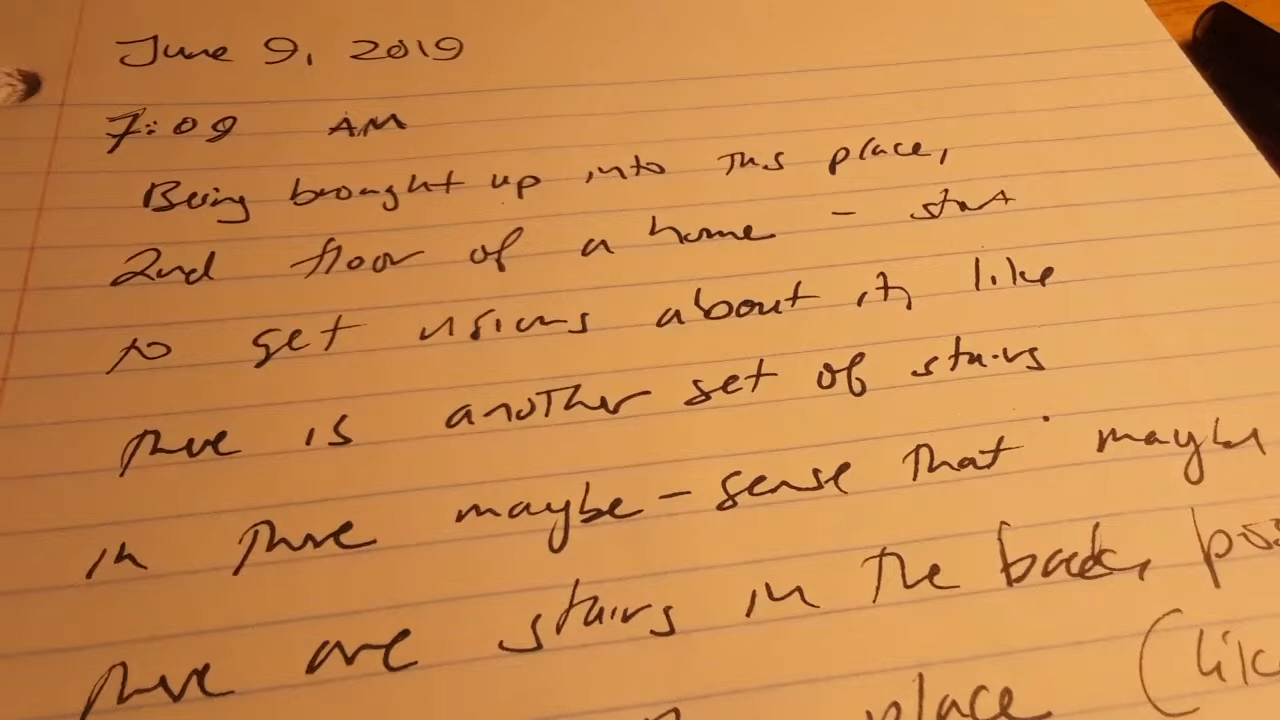 June 9, 2019
7:09 AM
Being brought up into this place,
2nd floor of a home - start
to get visions about it, like
there is another set of stairs
in there maybe - sense that maybe
there are stairs in the back,
place